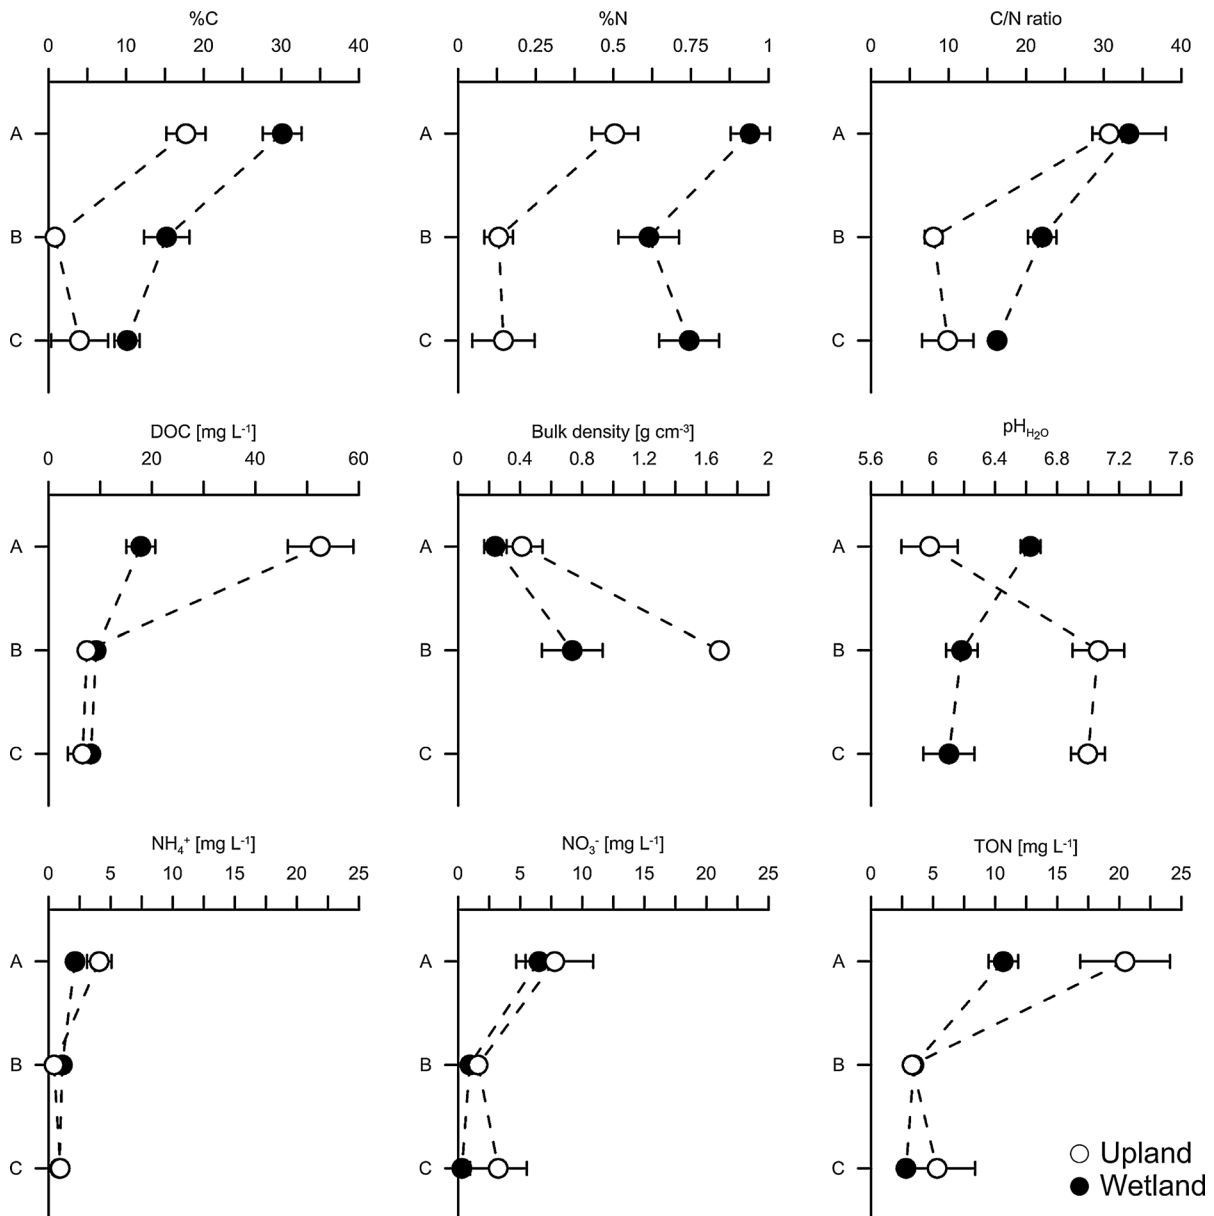 %C %N C/N ratio
0 10 20 30 40 0 0.25 0.5 0.75 1 0 10 20 30 40
A A A
B B B
C C C
DOC [mg L⁻¹] Bulk density [g cm⁻³] pH_H₂O
0 20 40 60 0 0.4 0.8 1.2 1.6 2 5.6 6 6.4 6.8 7.2 7.6
A A A
B B B
C C C
NH₄⁺ [mg L⁻¹] NO₃⁻ [mg L⁻¹] TON [mg L⁻¹]
0 5 10 15 20 25 0 5 10 15 20 25 0 5 10 15 20 25
A A A
B B B
C C C
Upland
Wetland